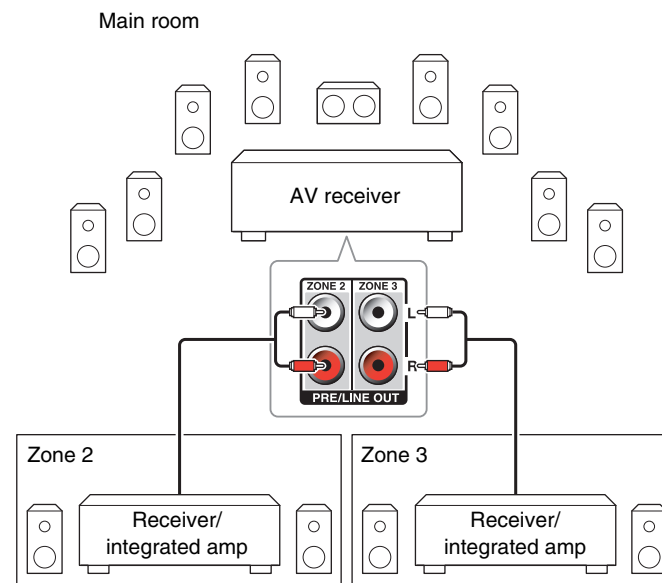 Main room
AV receiver
ZONE 2 ZONE 3
L
R
PRE/LINE OUT
Zone 2
Zone 3
Receiver/
integrated amp
Receiver/
integrated amp